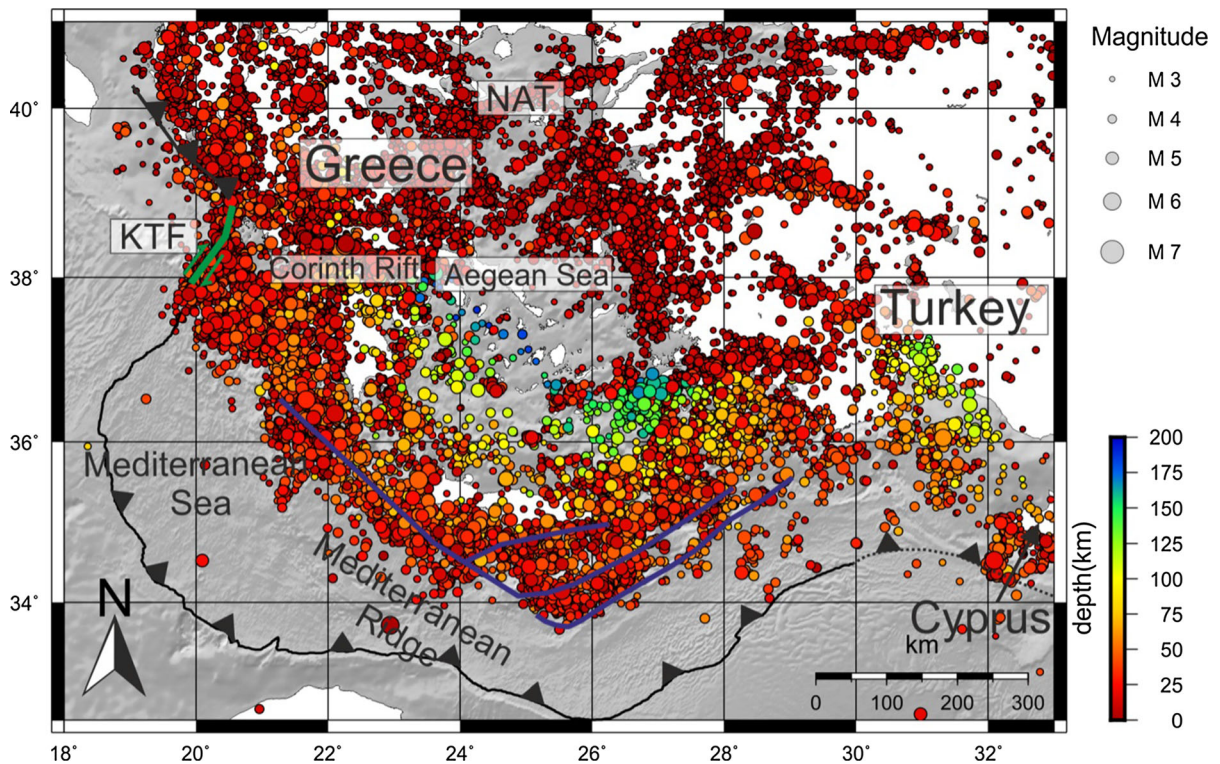 Magnitude
M 3
M 4
M 5
M 6
M 7
40°
38°
36°
34°
NAT
Greece
KTF
Corinth Rift
Aegean Sea
Turkey
Mediterranean
Sea
Mediterranean
Ridge
N
Cyprus
km
0 100 200 300
depth(km)
200
175
150
125
100
75
50
25
0
18° 20° 22° 24° 26° 28° 30° 32°